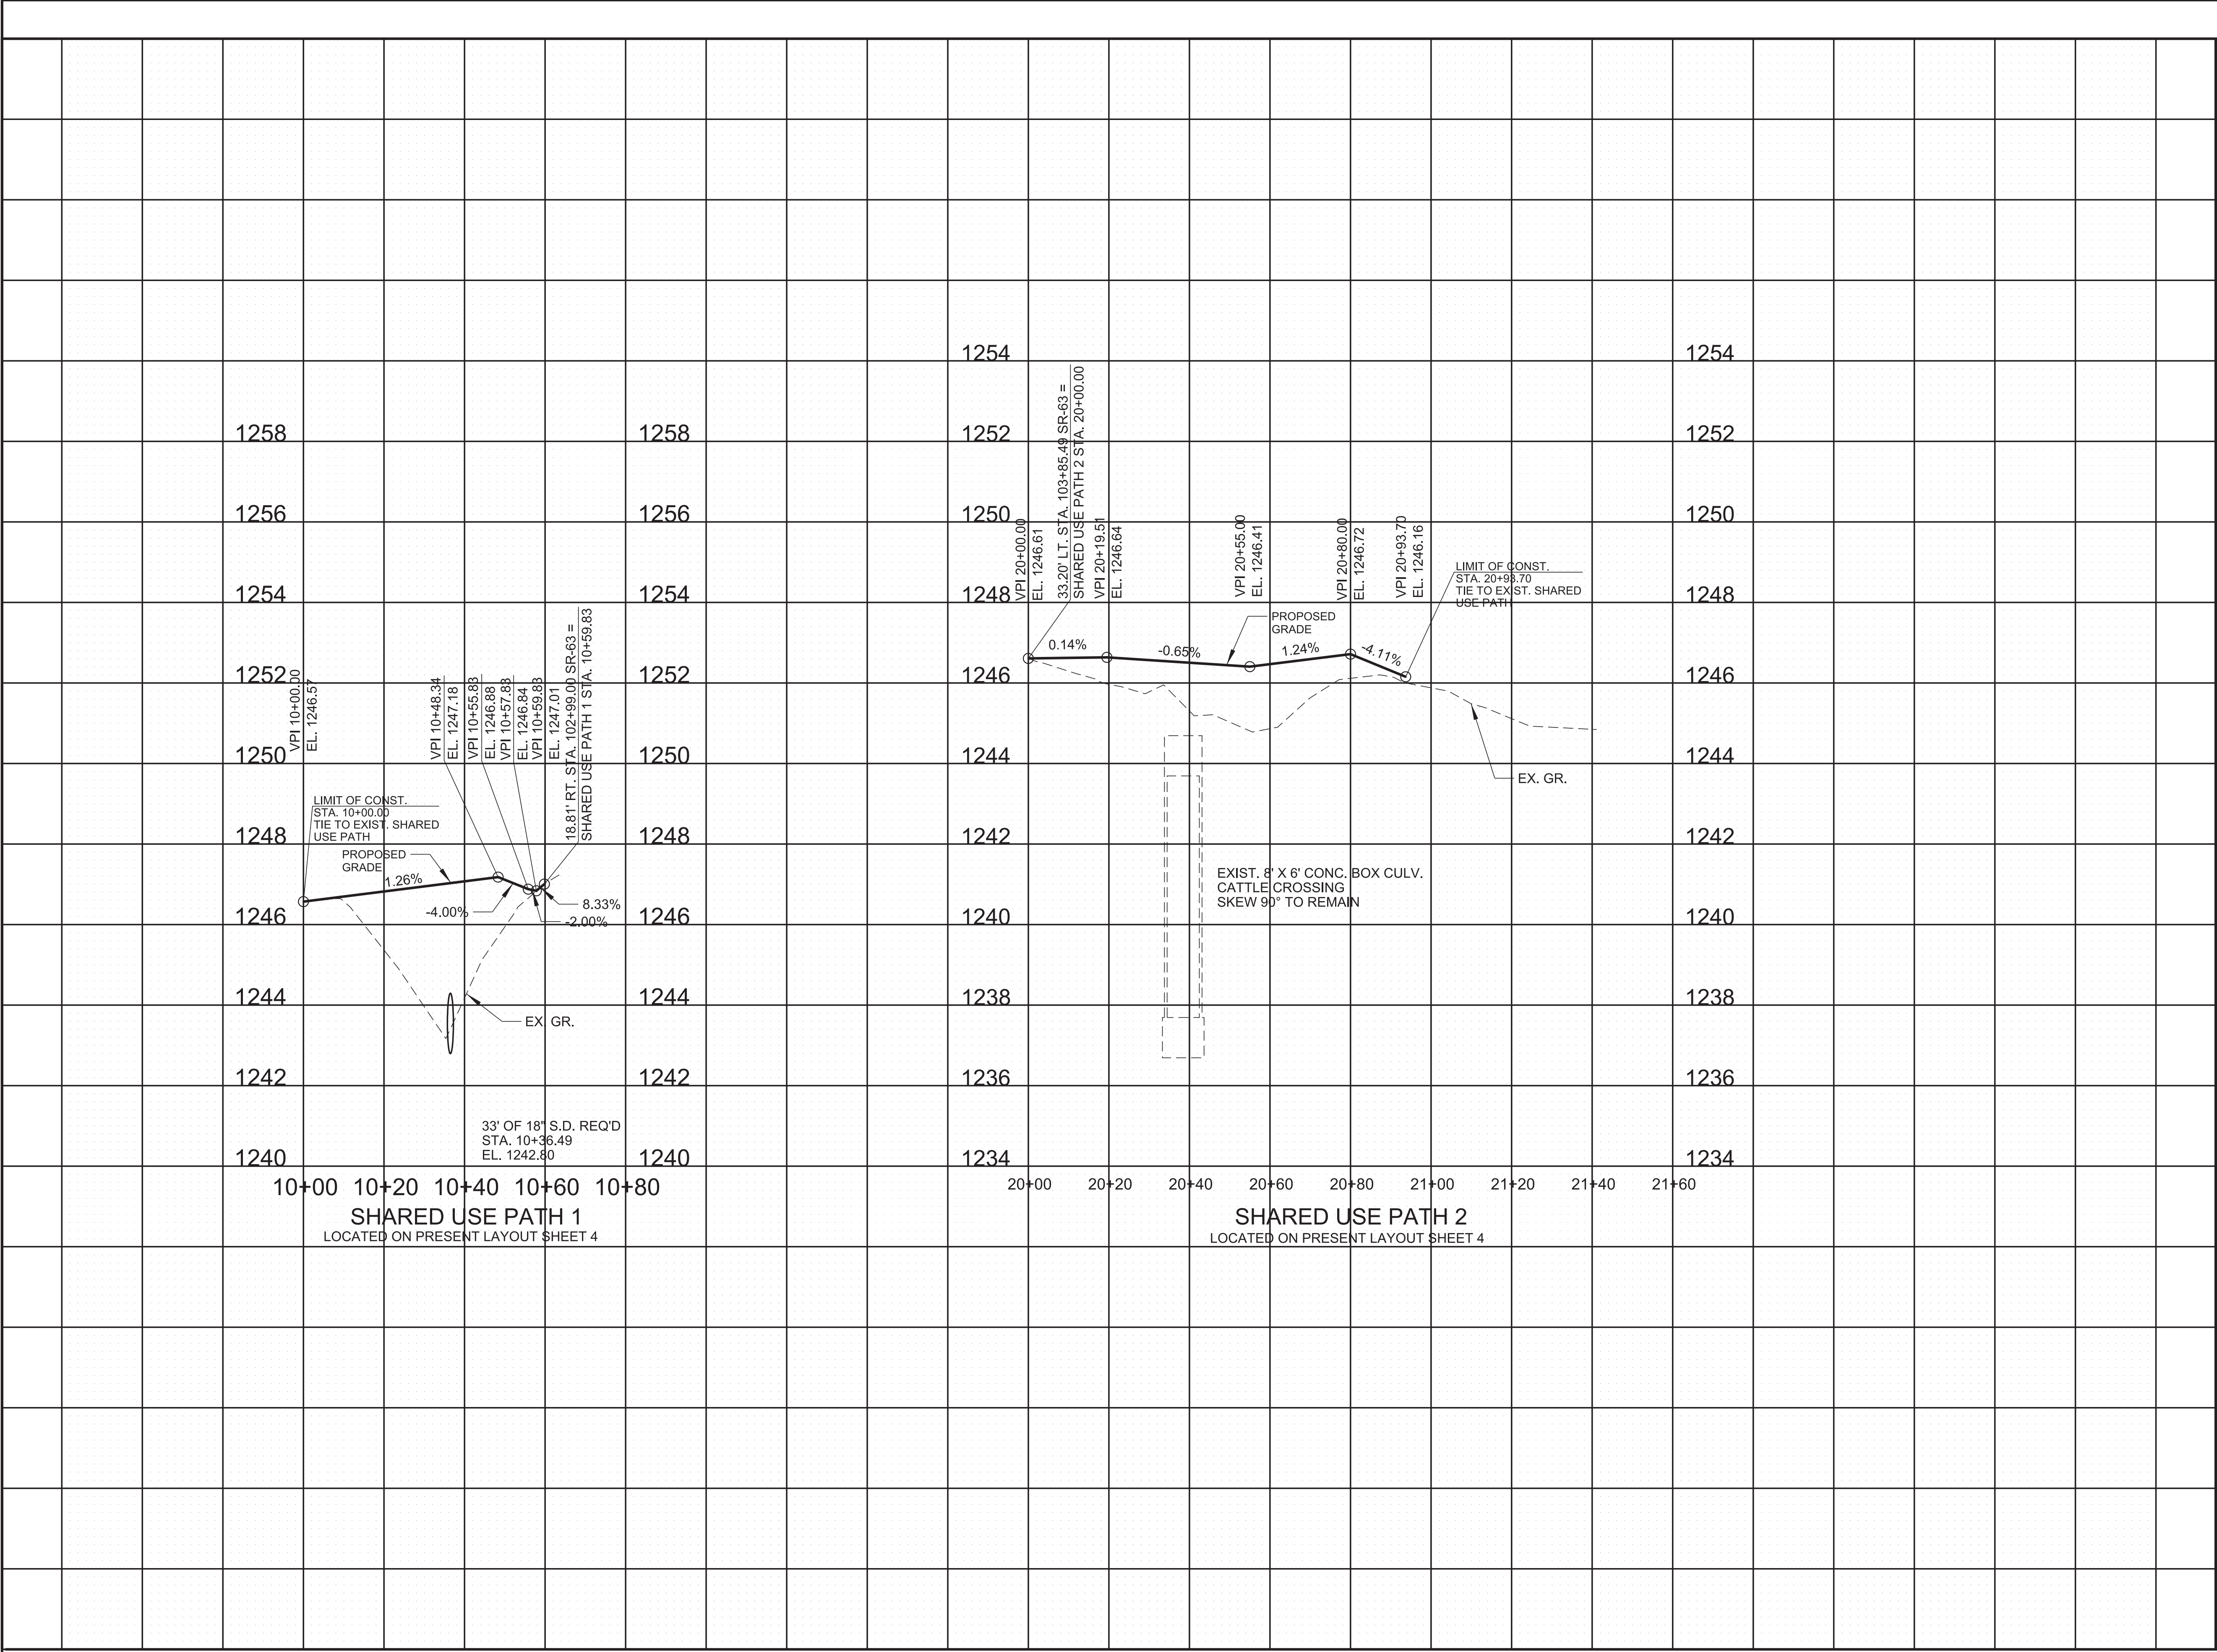 1258
1258
1256
1256
1254
1254
1252
1252
1250
1250
1248
1248
1246
1246
1244
1244
1242
1242
1240
1240
VPI 10+00.00
EL. 1246.57
VPI 10+48.34
EL. 1247.18
VPI 10+55.83
EL. 1246.88
VPI 10+57.83
EL. 1246.84
VPI 10+59.83
EL. 1247.01
18.81' RT. STA. 102+99.00 SR-63 =
SHARED USE PATH 1 STA. 10+59.83
LIMIT OF CONST.
STA. 10+00.00
TIE TO EXIST. SHARED
USE PATH
PROPOSED
GRADE
1.26%
-4.00%
8.33%
-2.00%
EX. GR.
33' OF 18" S.D. REQ'D
STA. 10+36.49
EL. 1242.80
10+00 10+20 10+40 10+60 10+80
SHARED USE PATH 1
LOCATED ON PRESENT LAYOUT SHEET 4
1254
1254
1252
1252
1250
1250
1248
1248
1246
1246
1244
1244
1242
1242
1240
1240
1238
1238
1236
1236
1234
1234
VPI 20+00.00
EL. 1246.61
33.20' LT. STA. 103+85.49 SR-63 =
SHARED USE PATH 2 STA. 20+00.00
VPI 20+19.51
EL. 1246.64
VPI 20+55.00
EL. 1246.41
VPI 20+80.00
EL. 1246.72
VPI 20+93.70
EL. 1246.16
LIMIT OF CONST.
STA. 20+93.70
TIE TO EXIST. SHARED
USE PATH
PROPOSED
GRADE
0.14%
-0.65%
1.24%
-4.11%
EX. GR.
EXIST. 8' X 6' CONC. BOX CULV.
CATTLE CROSSING
SKEW 90° TO REMAIN
20+00 20+20 20+40 20+60 20+80 21+00 21+20 21+40 21+60
SHARED USE PATH 2
LOCATED ON PRESENT LAYOUT SHEET 4